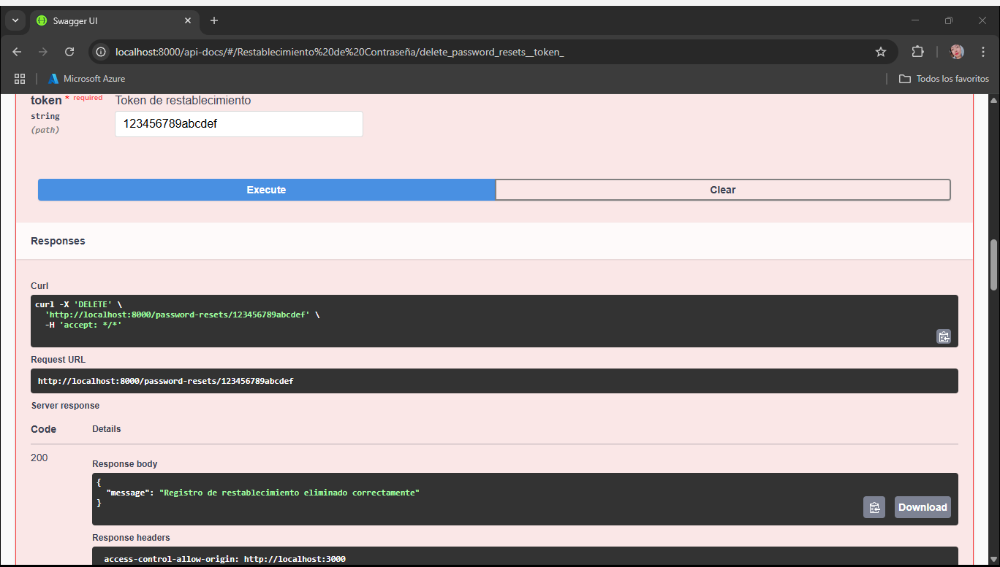 Swagger UI
localhost:8000/api-docs/#/Restablecimiento%20de%20Contraseña/delete_password_resets__token_
Microsoft Azure
Todos los favoritos
token * required
Token de restablecimiento
string
(path)
123456789abcdef
Execute
Clear
Responses
Curl
curl -X 'DELETE' \
'http://localhost:8000/password-resets/123456789abcdef' \
-H 'accept: */*'
Request URL
http://localhost:8000/password-resets/123456789abcdef
Server response
Code
Details
200
Response body
{
"message": "Registro de restablecimiento eliminado correctamente"
}
Download
Response headers
access-control-allow-origin: http://localhost:3000